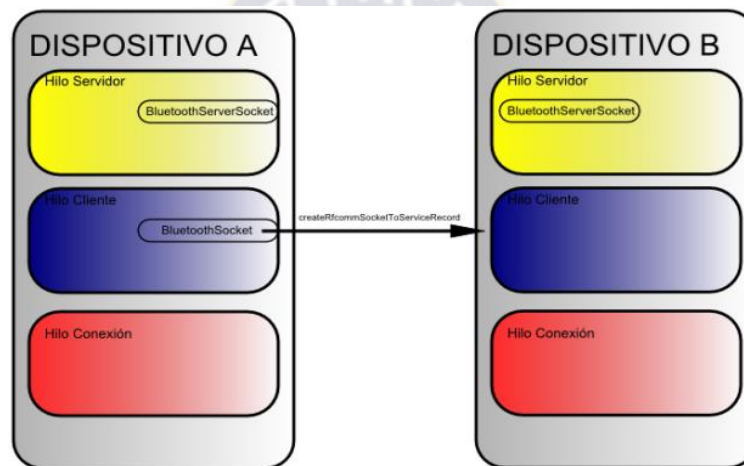 DISPOSITIVO A
Hilo Servidor
BluetoothServerSocket
Hilo Cliente
BluetoothSocket
Hilo Conexión
createRfcommSocketToServiceRecord
DISPOSITIVO B
Hilo Servidor
BluetoothServerSocket
Hilo Cliente
Hilo Conexión